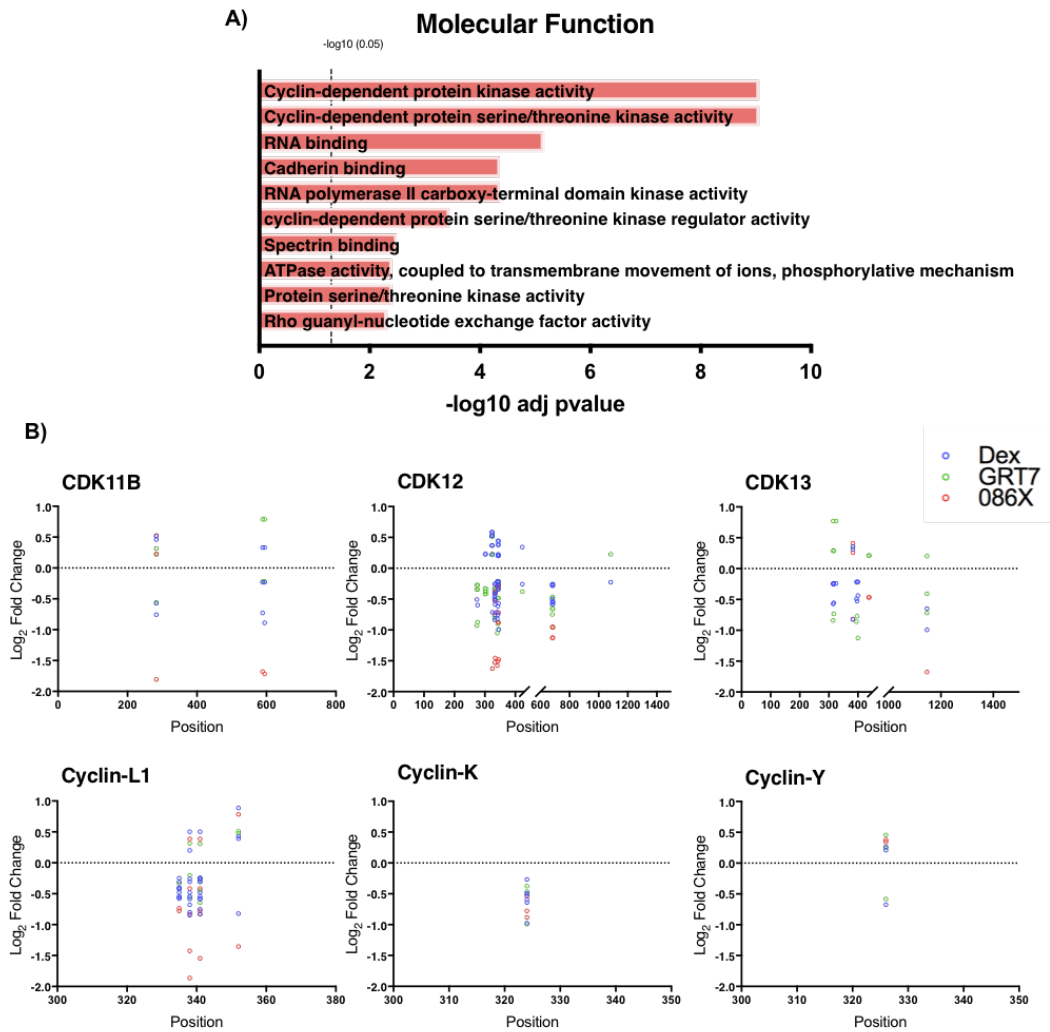 A)
Molecular Function
-log10 (0.05)
Cyclin-dependent protein kinase activity
Cyclin-dependent protein serine/threonine kinase activity
RNA binding
Cadherin binding
RNA polymerase II carboxy-terminal domain kinase activity
cyclin-dependent protein serine/threonine kinase regulator activity
Spectrin binding
ATPase activity, coupled to transmembrane movement of ions, phosphorylative mechanism
Protein serine/threonine kinase activity
Rho guanyl-nucleotide exchange factor activity
0 2 4 6 8 10
-log10 adj pvalue
B)
Dex
GRT7
086X
CDK11B
1.0
0.5
0.0
-0.5
-1.0
-1.5
-2.0
Log2 Fold Change
0 200 400 600 800
Position
CDK12
1.0
0.5
0.0
-0.5
-1.0
-1.5
-2.0
Log2 Fold Change
0 100 200 300 400 600 800 1000 1200 1400
Position
CDK13
1.0
0.5
0.0
-0.5
-1.0
-1.5
-2.0
Log2 Fold Change
0 100 200 300 400 1000 1200 1400
Position
Cyclin-L1
1.0
0.5
0.0
-0.5
-1.0
-1.5
-2.0
Log2 Fold Change
300 320 340 360 380
Position
Cyclin-K
1.0
0.5
0.0
-0.5
-1.0
-1.5
-2.0
Log2 Fold Change
300 310 320 330 340 350
Position
Cyclin-Y
1.0
0.5
0.0
-0.5
-1.0
-1.5
-2.0
Log2 Fold Change
300 310 320 330 340 350
Position